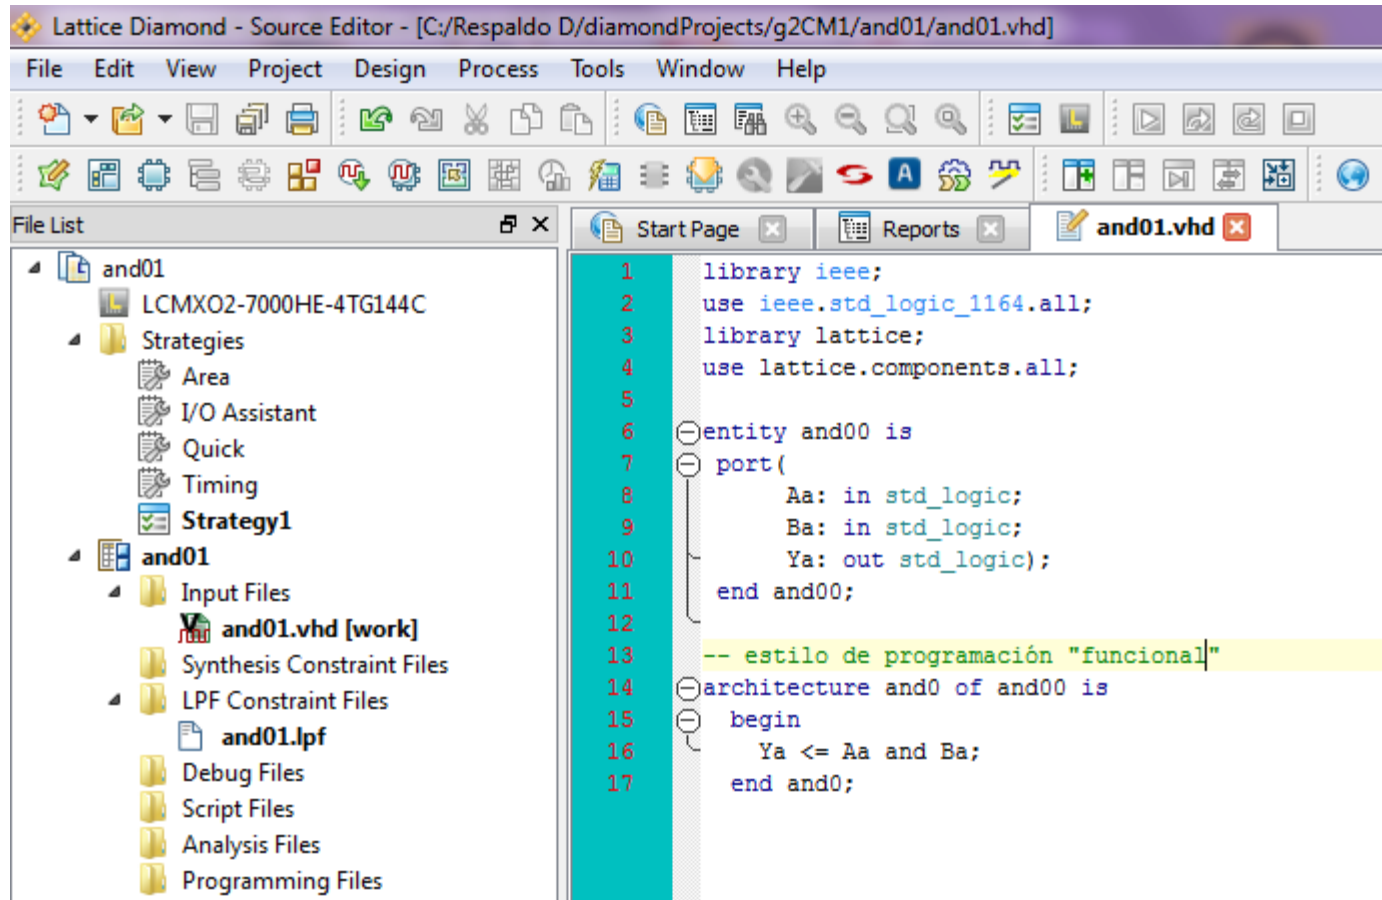 Lattice Diamond - Source Editor - [C:/Respaldo D/diamondProjects/g2CM1/and01/and01.vhd]
File Edit View Project Design Process Tools Window Help
File List
and01
LCMXO2-7000HE-4TG144C
Strategies
Area
I/O Assistant
Quick
Timing
Strategy1
and01
Input Files
and01.vhd [work]
Synthesis Constraint Files
LPF Constraint Files
and01.lpf
Debug Files
Script Files
Analysis Files
Programming Files
Start Page Reports and01.vhd
1 library ieee;
2 use ieee.std_logic_1164.all;
3 library lattice;
4 use lattice.components.all;
5
6 entity and00 is
7 port(
8 Aa: in std_logic;
9 Ba: in std_logic;
10 Ya: out std_logic);
11 end and00;
12
13 -- estilo de programación "funcional"
14 architecture and0 of and00 is
15 begin
16 Ya <= Aa and Ba;
17 end and0;